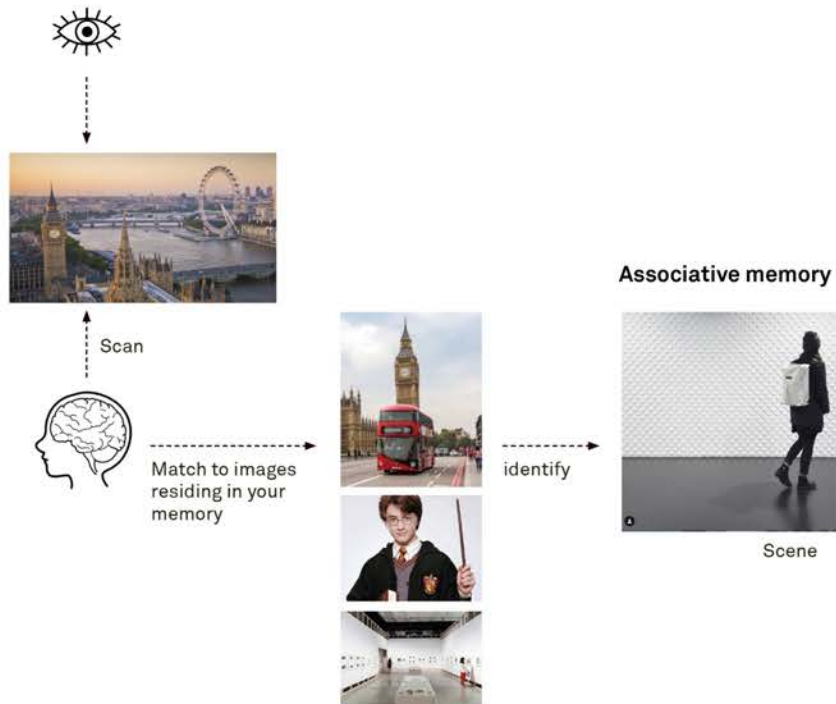 Associative memory
Scan
Match to images
residing in your
memory
identify
Scene